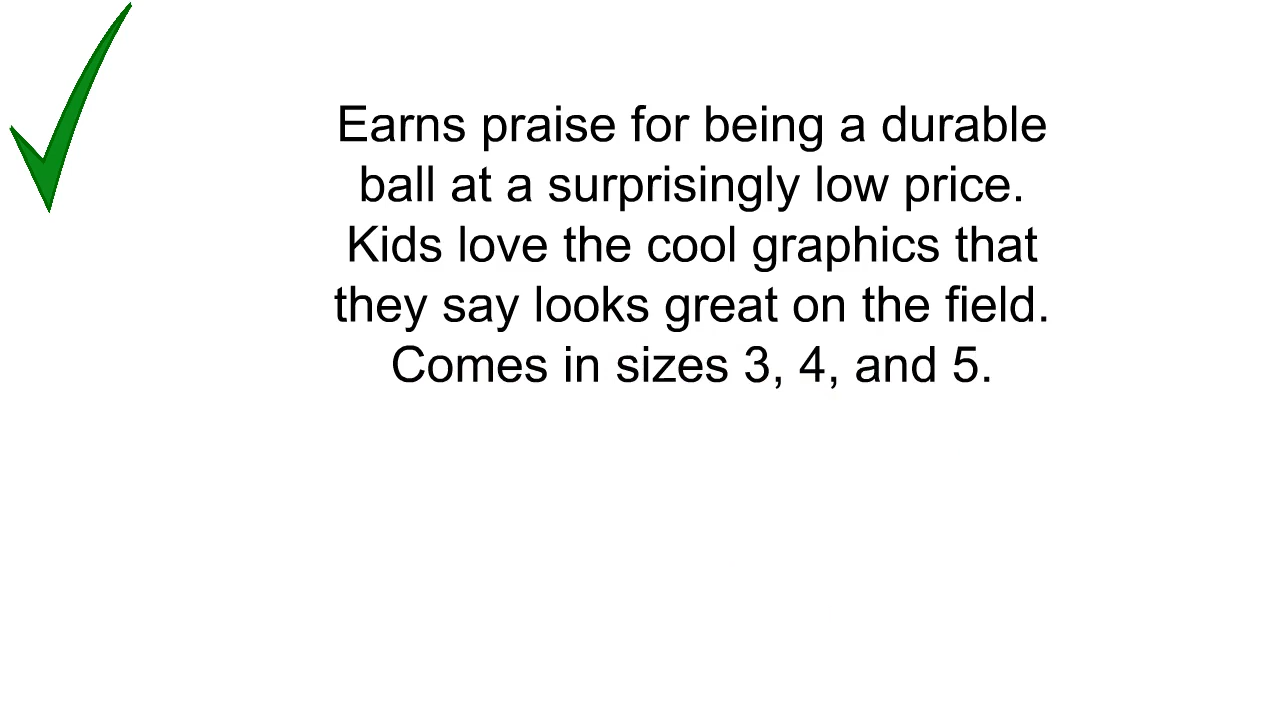 Earns praise for being a durable
ball at a surprisingly low price.
Kids love the cool graphics that
they say looks great on the field.
Comes in sizes 3, 4, and 5.